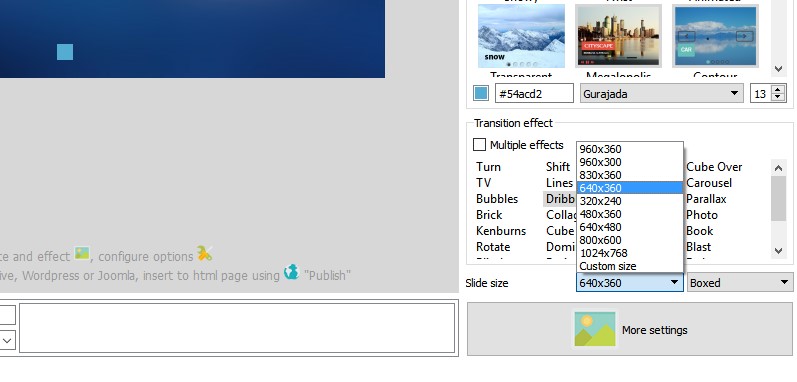 snow
CITYSCAPE
CAR
Transparent Megalopolis Contour
#54acd2 Gurajada 13
Transition effect
Multiple effects
960x360
960x300
830x360
640x360
320x240
480x360
640x480
800x600
1024x768
Custom size
Turn Shift Cube Over
TV Lines Carousel
Bubbles Dribb Parallax
Brick Collag Photo
Kenburns Cube Book
Rotate Domi Blast
te and effect , configure options
ive, Wordpress or Joomla, insert to html page using "Publish"
Slide size 640x360 Boxed
More settings